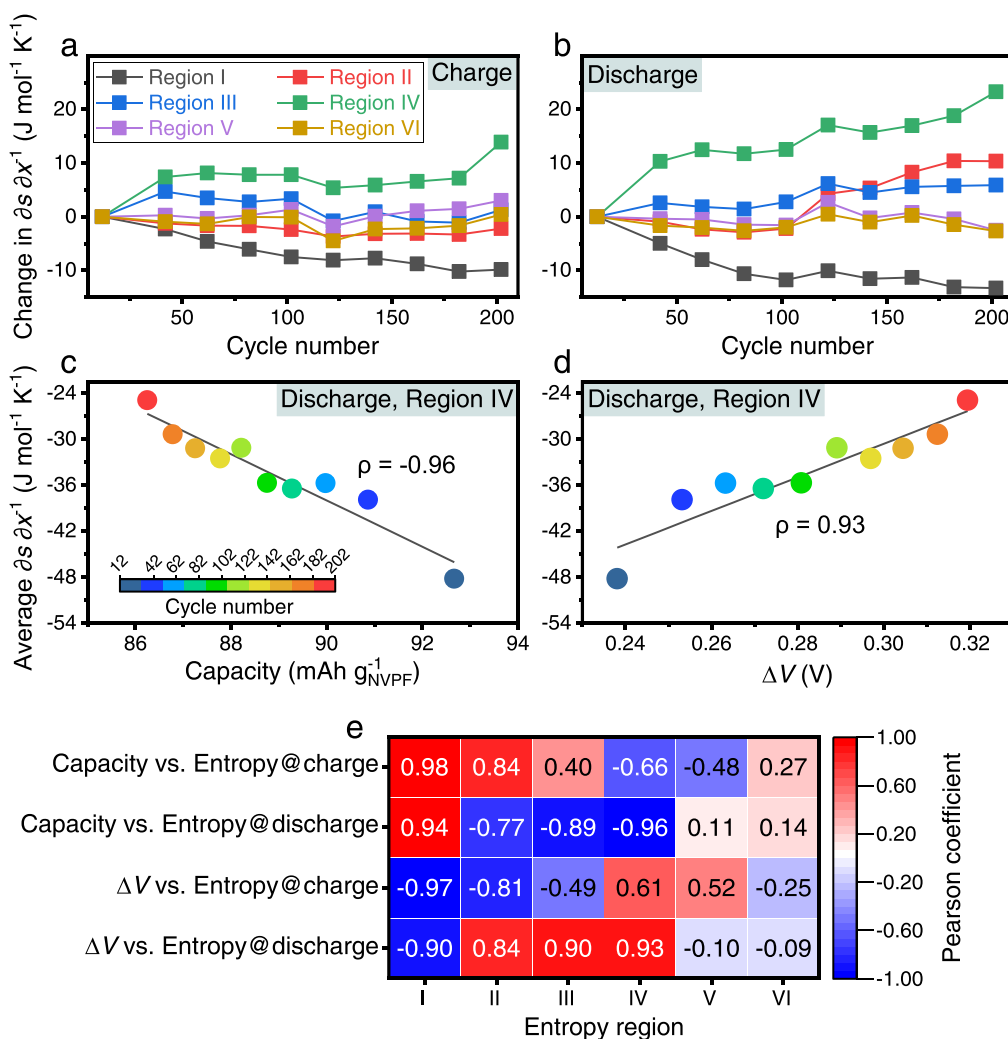 a
b
Change in ∂s ∂x⁻¹ (J mol⁻¹ K⁻¹)
Region I
Region II
Region III
Region IV
Region V
Region VI
Charge
Discharge
20
10
0
-10
20
10
0
-10
50 100 150 200
50 100 150 200
Cycle number
Cycle number
c
d
Average ∂s ∂x⁻¹ (J mol⁻¹ K⁻¹)
-24
-30
-36
-42
-48
-54
Discharge, Region IV
ρ = -0.96
12 42 62 82 102 122 142 162 182 202
Cycle number
86 88 90 92 94
Capacity (mAh g⁻¹NVPF)
-24
-30
-36
-42
-48
-54
Discharge, Region IV
ρ = 0.93
0.24 0.26 0.28 0.30 0.32
ΔV (V)
e
Capacity vs. Entropy@charge 0.98 0.84 0.40 -0.66 -0.48 0.27
Capacity vs. Entropy@discharge 0.94 -0.77 -0.89 -0.96 0.11 0.14
ΔV vs. Entropy@charge -0.97 -0.81 -0.49 0.61 0.52 -0.25
ΔV vs. Entropy@discharge -0.90 0.84 0.90 0.93 -0.10 -0.09
I II III IV V VI
Entropy region
1.00
0.60
0.20
-0.20
-0.60
-1.00
Pearson coefficient